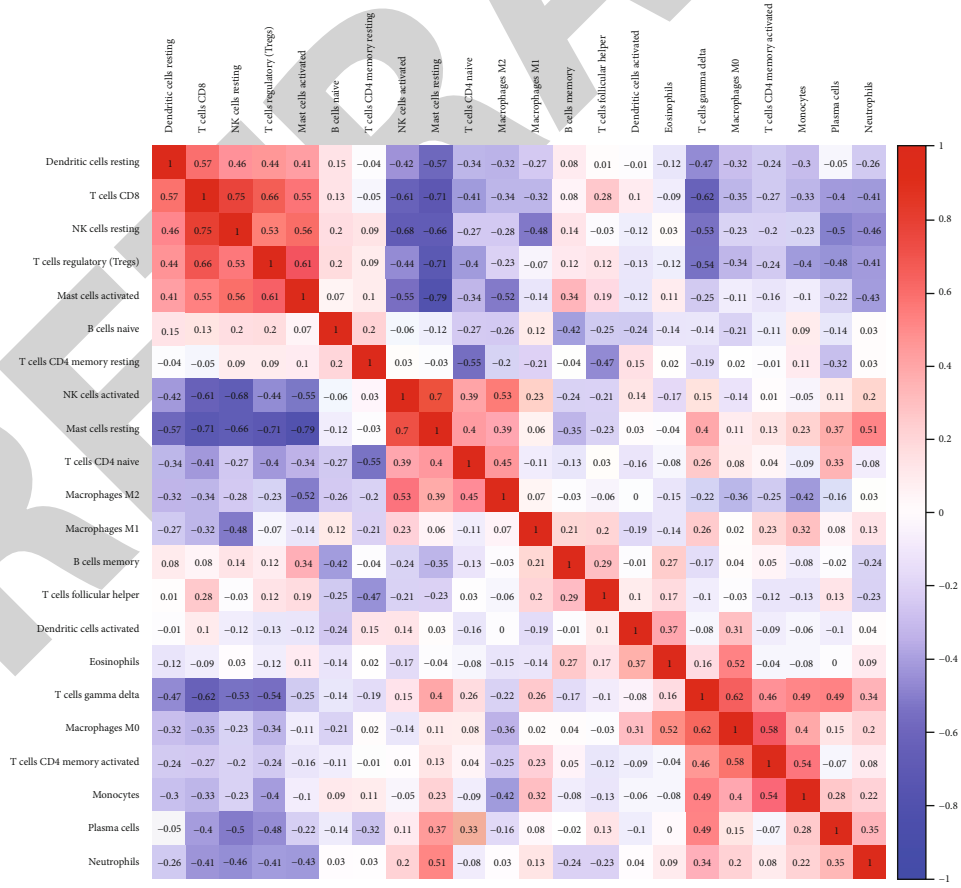 Dendritic cells resting
T cells CD8
NK cells resting
T cells regulatory (Tregs)
Mast cells activated
B cells naive
T cells CD4 memory resting
NK cells activated
Mast cells resting
T cells CD4 naive
Macrophages M2
Macrophages M1
B cells memory
T cells follicular helper
Dendritic cells activated
Eosinophils
T cells gamma delta
Macrophages M0
T cells CD4 memory activated
Monocytes
Plasma cells
Neutrophils
Dendritic cells resting 1 0.57 0.46 0.44 0.41 0.15 −0.04 −0.42 −0.57 −0.34 −0.32 −0.27 0.08 0.01 −0.01 −0.12 −0.47 −0.32 −0.24 −0.3 −0.05 −0.26
T cells CD8 0.57 1 0.75 0.66 0.55 0.13 −0.05 −0.61 −0.71 −0.41 −0.34 −0.32 0.08 0.28 0.1 −0.09 −0.62 −0.35 −0.27 −0.33 −0.4 −0.41
NK cells resting 0.46 0.75 1 0.53 0.56 0.2 0.09 −0.68 −0.66 −0.27 −0.28 −0.48 0.14 −0.03 −0.12 0.03 −0.53 −0.23 −0.2 −0.23 −0.5 −0.46
T cells regulatory (Tregs) 0.44 0.66 0.53 1 0.61 0.2 0.09 −0.44 −0.71 −0.4 −0.23 −0.07 0.12 0.12 −0.13 −0.12 −0.54 −0.34 −0.24 −0.4 −0.48 −0.41
Mast cells activated 0.41 0.55 0.56 0.61 1 0.07 0.1 −0.55 −0.79 −0.34 −0.52 −0.14 0.34 0.19 −0.12 0.11 −0.25 −0.11 −0.16 −0.1 −0.22 −0.43
B cells naive 0.15 0.13 0.2 0.2 0.07 1 0.2 −0.06 −0.12 −0.27 −0.26 0.12 −0.42 −0.25 −0.24 −0.14 −0.14 −0.21 −0.11 0.09 −0.14 0.03
T cells CD4 memory resting −0.04 −0.05 0.09 0.09 0.1 0.2 1 0.03 −0.03 −0.55 −0.2 −0.21 −0.04 −0.47 0.15 0.02 −0.19 0.02 −0.01 0.11 −0.32 0.03
NK cells activated −0.42 −0.61 −0.68 −0.44 −0.55 −0.06 0.03 1 0.7 0.39 0.53 0.23 −0.24 −0.21 0.14 −0.17 0.15 −0.14 0.01 −0.05 0.11 0.2
Mast cells resting −0.57 −0.71 −0.66 −0.71 −0.79 −0.12 −0.03 0.7 1 0.4 0.39 0.06 −0.35 −0.23 0.03 −0.04 0.4 0.11 0.13 0.23 0.37 0.51
T cells CD4 naive −0.34 −0.41 −0.27 −0.4 −0.34 −0.27 −0.55 0.39 0.4 1 0.45 −0.11 −0.13 0.03 −0.16 −0.08 0.26 0.08 0.04 −0.09 0.33 −0.08
Macrophages M2 −0.32 −0.34 −0.28 −0.23 −0.52 −0.26 −0.2 0.53 0.39 0.45 1 0.07 −0.03 −0.06 0 −0.15 −0.22 −0.36 −0.25 −0.42 −0.16 0.03
Macrophages M1 −0.27 −0.32 −0.48 −0.07 −0.14 0.12 −0.21 0.23 0.06 −0.11 0.07 1 0.21 0.2 −0.19 −0.14 0.26 0.02 0.23 0.32 0.08 0.13
B cells memory 0.08 0.08 0.14 0.12 0.34 −0.42 −0.04 −0.24 −0.35 −0.13 −0.03 0.21 1 0.29 −0.01 0.27 −0.17 0.04 0.05 −0.08 −0.02 −0.24
T cells follicular helper 0.01 0.28 −0.03 0.12 0.19 −0.25 −0.47 −0.21 −0.23 0.03 −0.06 0.2 0.29 1 0.1 0.17 −0.1 −0.03 −0.12 −0.13 0.13 −0.23
Dendritic cells activated −0.01 0.1 −0.12 −0.13 −0.12 −0.24 0.15 0.14 0.03 −0.16 0 −0.19 −0.01 0.1 1 0.37 −0.08 0.31 −0.09 −0.06 −0.1 0.04
Eosinophils −0.12 −0.09 0.03 −0.12 0.11 −0.14 0.02 −0.17 −0.04 −0.08 −0.15 −0.14 0.27 0.17 0.37 1 0.16 0.52 −0.04 −0.08 0 0.09
T cells gamma delta −0.47 −0.62 −0.53 −0.54 −0.25 −0.14 −0.19 0.15 0.4 0.26 −0.22 0.26 −0.17 −0.1 −0.08 0.16 1 0.62 0.46 0.49 0.49 0.34
Macrophages M0 −0.32 −0.35 −0.23 −0.34 −0.11 −0.21 0.02 −0.14 0.11 0.08 −0.36 0.02 0.04 −0.03 0.31 0.52 0.62 1 0.58 0.4 0.15 0.2
T cells CD4 memory activated −0.24 −0.27 −0.2 −0.24 −0.16 −0.11 −0.01 0.01 0.13 0.04 −0.25 0.23 0.05 −0.12 −0.09 −0.04 0.46 0.58 1 0.54 −0.07 0.08
Monocytes −0.3 −0.33 −0.23 −0.4 −0.1 0.09 0.11 −0.05 0.23 −0.09 −0.42 0.32 −0.08 −0.13 −0.06 −0.08 0.49 0.4 0.54 1 0.28 0.22
Plasma cells −0.05 −0.4 −0.5 −0.48 −0.22 −0.14 −0.32 0.11 0.37 0.33 −0.16 0.08 −0.02 0.13 −0.1 0 0.49 0.15 −0.07 0.28 1 0.35
Neutrophils −0.26 −0.41 −0.46 −0.41 −0.43 0.03 0.03 0.2 0.51 −0.08 0.03 0.13 −0.24 −0.23 0.04 0.09 0.34 0.2 0.08 0.22 0.35 1
1
0.8
0.6
0.4
0.2
0
−0.2
−0.4
−0.6
−0.8
−1